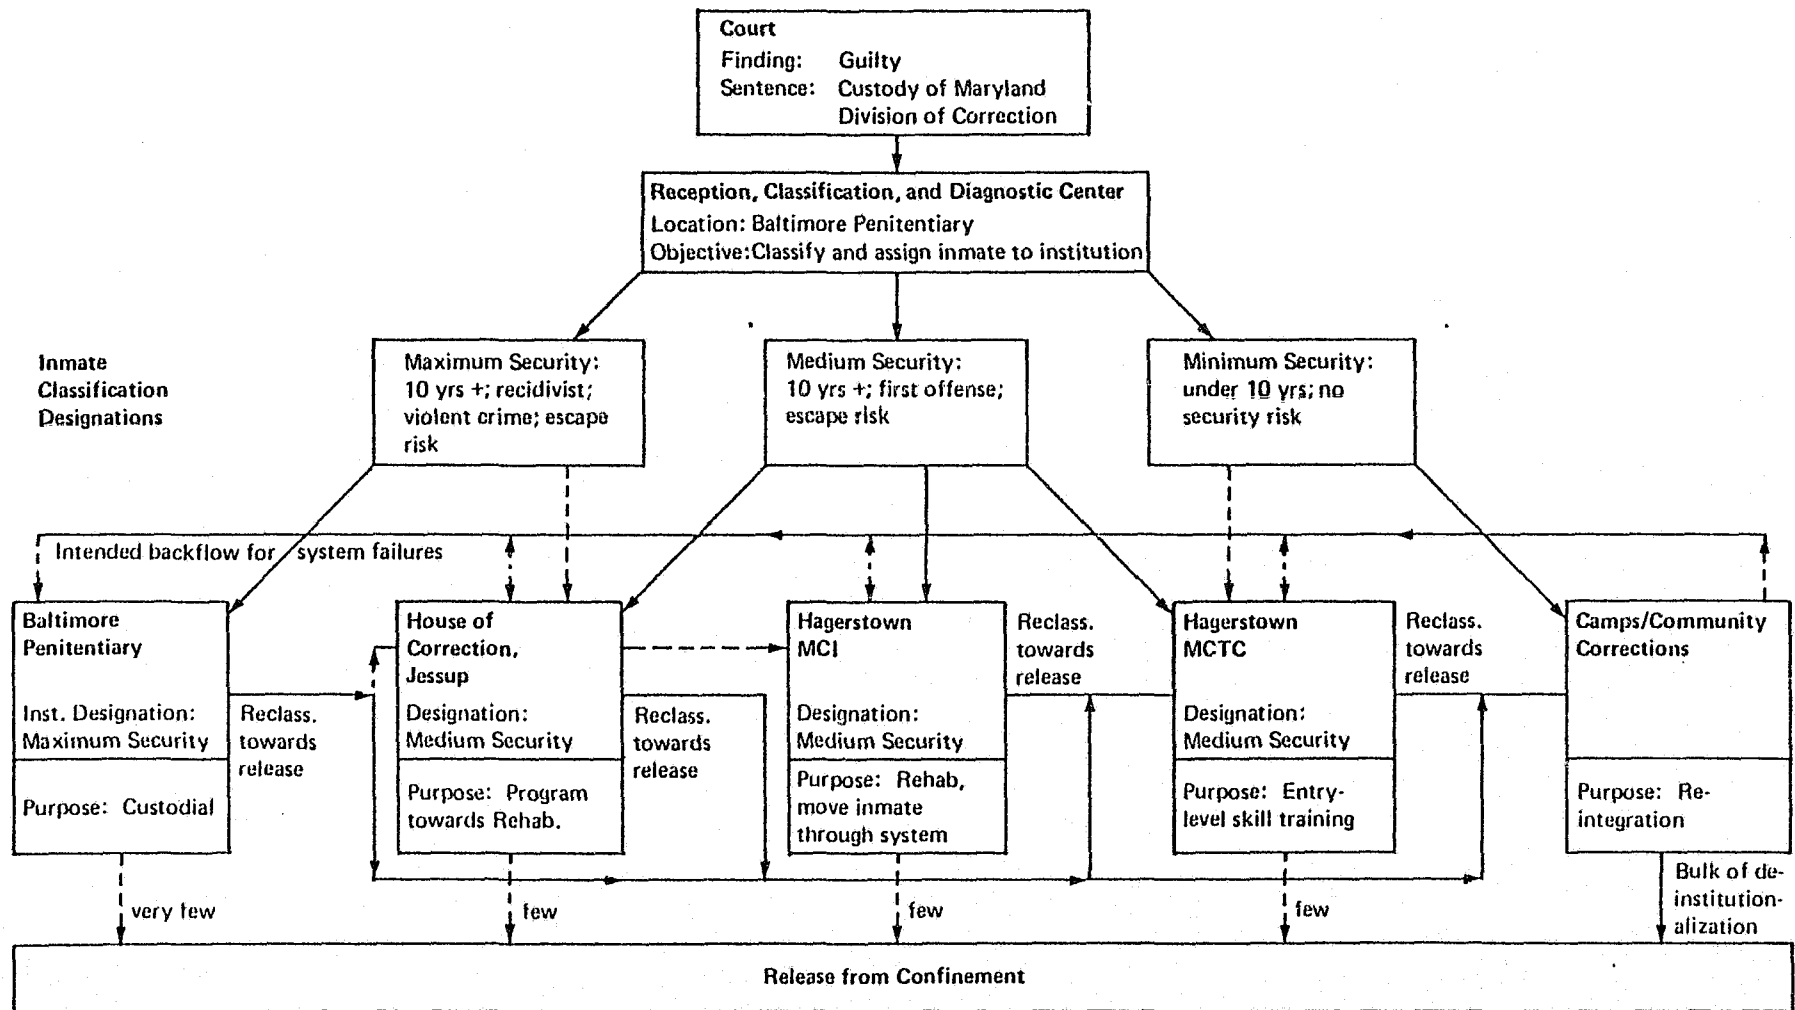 Court
Finding: Guilty
Sentence: Custody of Maryland
Division of Correction
Reception, Classification, and Diagnostic Center
Location: Baltimore Penitentiary
Objective: Classify and assign inmate to institution
Inmate
Classification
Designations
Maximum Security:
10 yrs +; recidivist;
violent crime; escape
risk
Medium Security:
10 yrs +; first offense;
escape risk
Minimum Security:
under 10 yrs; no
security risk
Intended backflow for system failures
Baltimore
Penitentiary
Inst. Designation:
Maximum Security
Purpose: Custodial
Reclass.
towards
release
House of
Correction,
Jessup
Designation:
Medium Security
Purpose: Program
towards Rehab.
Reclass.
towards
release
Hagerstown
MCI
Designation:
Medium Security
Purpose: Rehab,
move inmate
through system
Reclass.
towards
release
Hagerstown
MCTC
Designation:
Medium Security
Purpose: Entry-
level skill training
Reclass.
towards
release
Camps/Community
Corrections
Purpose: Re-
integration
very few
few
few
few
Bulk of de-
institution-
alization
Release from Confinement